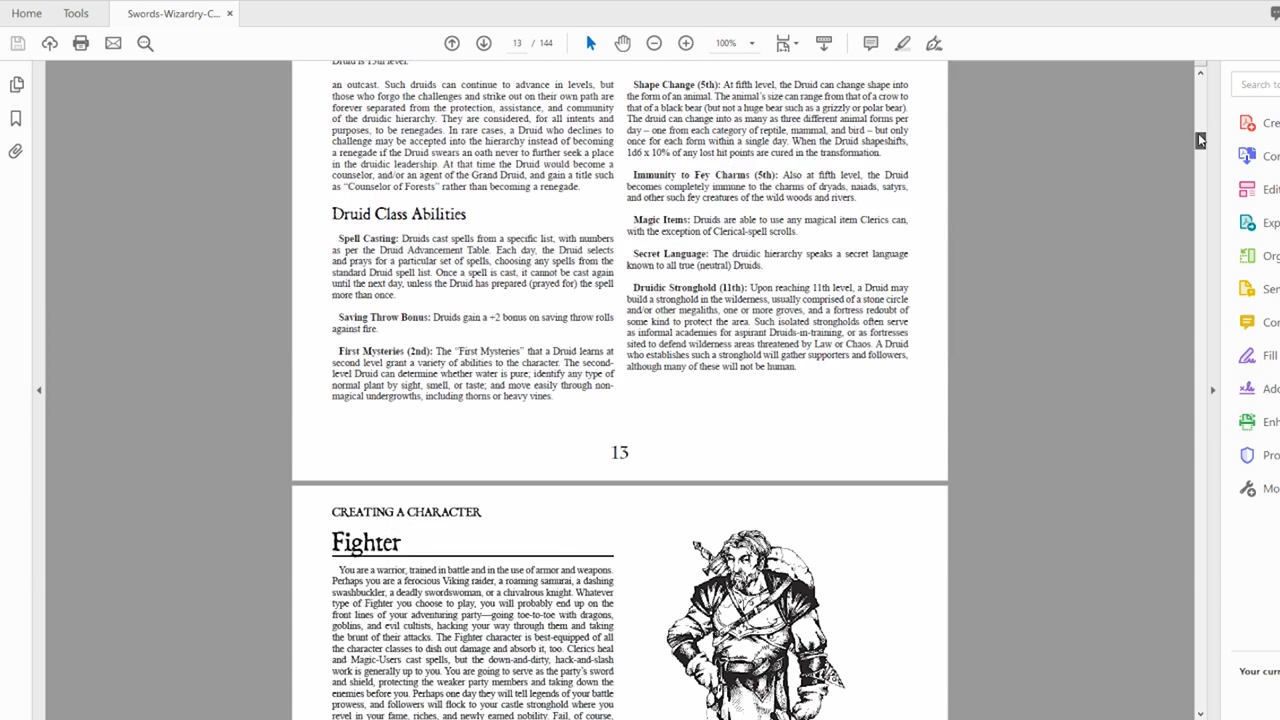 Home
Tools
Swords-Wizardry-C... ×
13 / 144
100%
Druid is 13th level.
an outcast. Such druids can continue to advance in levels, but
those who forgo the challenges and strike out on their own path are
forever separated from the protection, assistance, and community
of the druidic hierarchy. They are considered, for all intents and
purposes, to be renegades. In rare cases, a Druid who declines to
challenge may be accepted into the hierarchy instead of becoming
a renegade if the Druid swears an oath never to further seek a place
in the druidic leadership. At that time the Druid would become a
counselor, and/or an agent of the Grand Druid, and gain a title such
as “Counselor of Forests” rather than becoming a renegade.
Druid Class Abilities
Spell Casting: Druids cast spells from a specific list, with numbers
as per the Druid Advancement Table. Each day, the Druid selects
and prays for a particular set of spells, choosing any spells from the
standard Druid spell list. Once a spell is cast, it cannot be cast again
until the next day, unless the Druid has prepared (prayed for) the spell
more than once.
Saving Throw Bonus: Druids gain a +2 bonus on saving throw rolls
against fire.
First Mysteries (2nd): The “First Mysteries” that a Druid learns at
second level grant a variety of abilities to the character. The second-
level Druid can determine whether water is pure; identify any type of
normal plant by sight, smell, or taste; and move easily through non-
magical undergrowths, including thorns or heavy vines.
Shape Change (5th): At fifth level, the Druid can change shape into
the form of an animal. The animal’s size can range from that of a crow to
that of a black bear (but not a huge bear such as a grizzly or polar bear).
The druid can change into as many as three different animal forms per
day – one from each category of reptile, mammal, and bird – but only
once for each form within a single day. When the Druid shapeshifts,
1d6 x 10% of any lost hit points are cured in the transformation.
Immunity to Fey Charms (5th): Also at fifth level, the Druid
becomes completely immune to the charms of dryads, naiads, satyrs,
and other such fey creatures of the wild woods and rivers.
Magic Items: Druids are able to use any magical item Clerics can,
with the exception of Clerical-spell scrolls.
Secret Language: The druidic hierarchy speaks a secret language
known to all true (neutral) Druids.
Druidic Stronghold (11th): Upon reaching 11th level, a Druid may
build a stronghold in the wilderness, usually comprised of a stone circle
and/or other megaliths, one or more groves, and a fortress redoubt of
some kind to protect the area. Such isolated strongholds often serve
as informal academies for aspirant Druids-in-training, or as fortresses
sited to defend wilderness areas threatened by Law or Chaos. A Druid
who establishes such a stronghold will gather supporters and followers,
although many of these will not be human.
13
CREATING A CHARACTER
Fighter
You are a warrior, trained in battle and in the use of armor and weapons.
Perhaps you are a ferocious Viking raider, a roaming samurai, a dashing
swashbuckler, a deadly swordswoman, or a chivalrous knight. Whatever
type of Fighter you choose to play, you will probably end up on the
front lines of your adventuring party—going toe-to-toe with dragons,
goblins, and evil cultists, hacking your way through them and taking
the brunt of their attacks. The Fighter character is best-equipped of all
the character classes to dish out damage and absorb it, too. Clerics heal
and Magic-Users cast spells, but the down-and-dirty, hack-and-slash
work is generally up to you. You are going to serve as the party’s sword
and shield, protecting the weaker party members and taking down the
enemies before you. Perhaps one day they will tell legends of your battle
prowess, and followers will flock to your castle stronghold where you
revel in your fame, riches, and newly earned nobility. Fail, of course,
Search to
Cre
Con
Edit
Exp
Org
Sen
Con
Fill
Add
Enh
Pro
Mo
Your curr